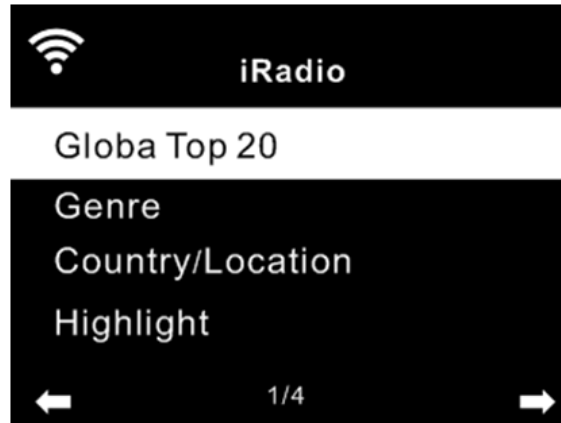 iRadio
Globa Top 20
Genre
Country/Location
Highlight
1/4